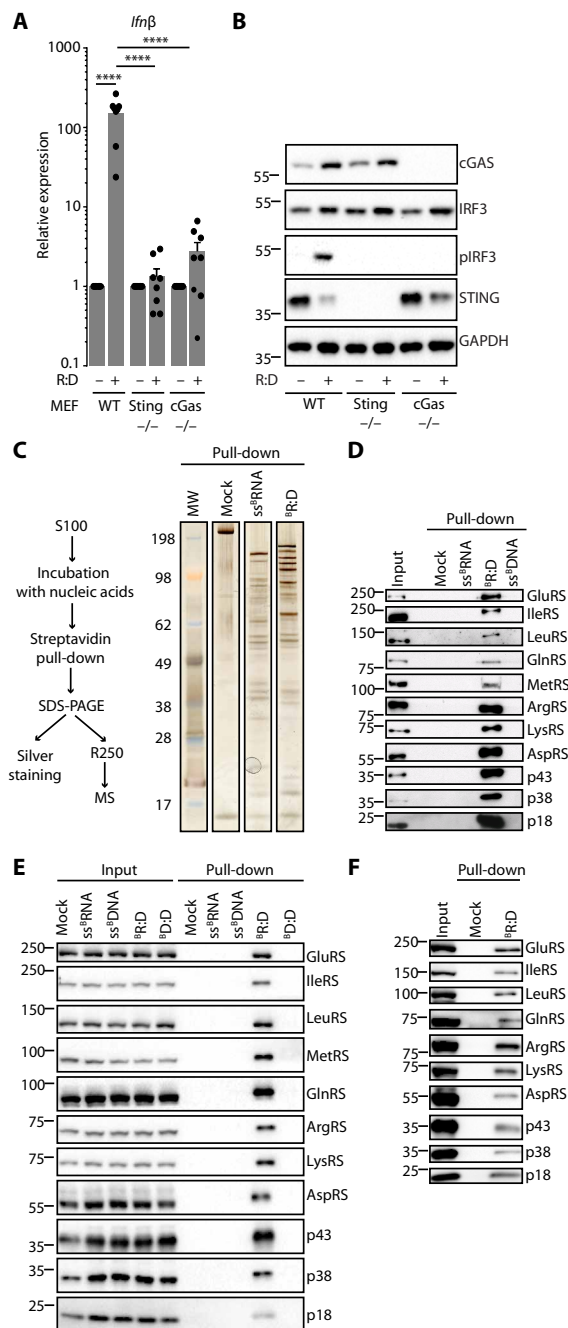 A
Ifnβ
****
****
****
1000
100
10
1
0.1
Relative expression
R:D – + – + – +
MEF WT Sting cGas
–/– –/–
B
55 cGAS
IRF3
55 pIRF3
35 STING
35 GAPDH
R:D – + – + – +
WT Sting cGas
–/– –/–
C
S100
Incubation
with nucleic acids
Streptavidin
pull-down
SDS-PAGE
Silver
staining
R250
MS
Pull-down
MW Mock ssᴮRNA ᴮR:D
198
98
62
49
38
28
17
D
Pull-down
Input Mock ssᴮRNA ᴮR:D ssᴮDNA
250 GluRS
250 IleRS
150 LeuRS
75 GlnRS
100 MetRS
75 ArgRS
75 LysRS
55 AspRS
35 p43
35 p38
25 p18
E
Input Pull-down
Mock ssᴮRNA ssᴮDNA ᴮR:D ᴮD:D Mock ssᴮRNA ssᴮDNA ᴮR:D ᴮD:D
250 GluRS
250 IleRS
150 LeuRS
100 MetRS
100 GlnRS
75 ArgRS
75 LysRS
55 AspRS
35 p43
35 p38
25 p18
F
Pull-down
Input Mock ᴮR:D
250 GluRS
150 IleRS
100 LeuRS
75 GlnRS
75 ArgRS
75 LysRS
55 AspRS
35 p43
35 p38
25 p18